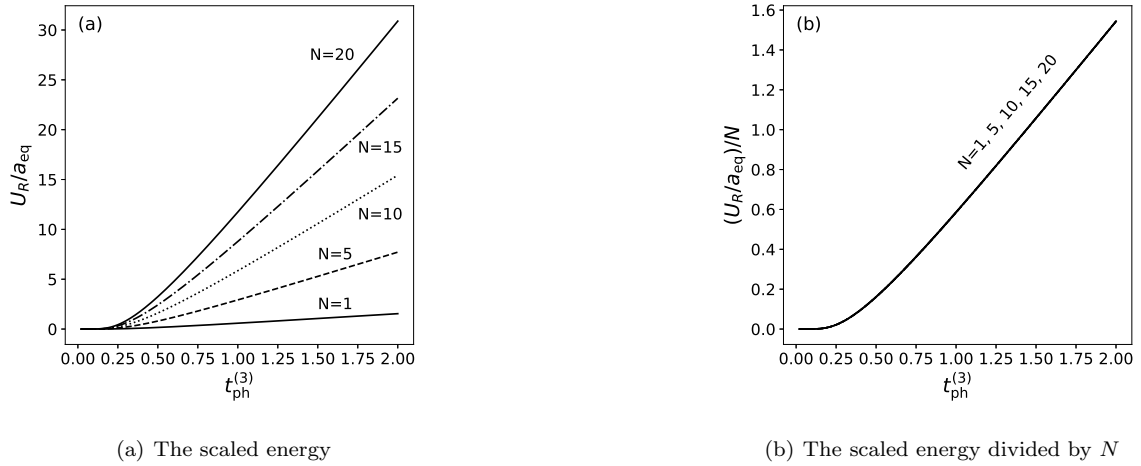 (a)
30
25
20
15
10
5
0
U_R/a_eq
N=20
N=15
N=10
N=5
N=1
0.00 0.25 0.50 0.75 1.00 1.25 1.50 1.75 2.00
t_ph^(3)
(a) The scaled energy
(b)
1.6
1.4
1.2
1.0
0.8
0.6
0.4
0.2
0.0
(U_R/a_eq)/N
N=1, 5, 10, 15, 20
0.00 0.25 0.50 0.75 1.00 1.25 1.50 1.75 2.00
t_ph^(3)
(b) The scaled energy divided by N